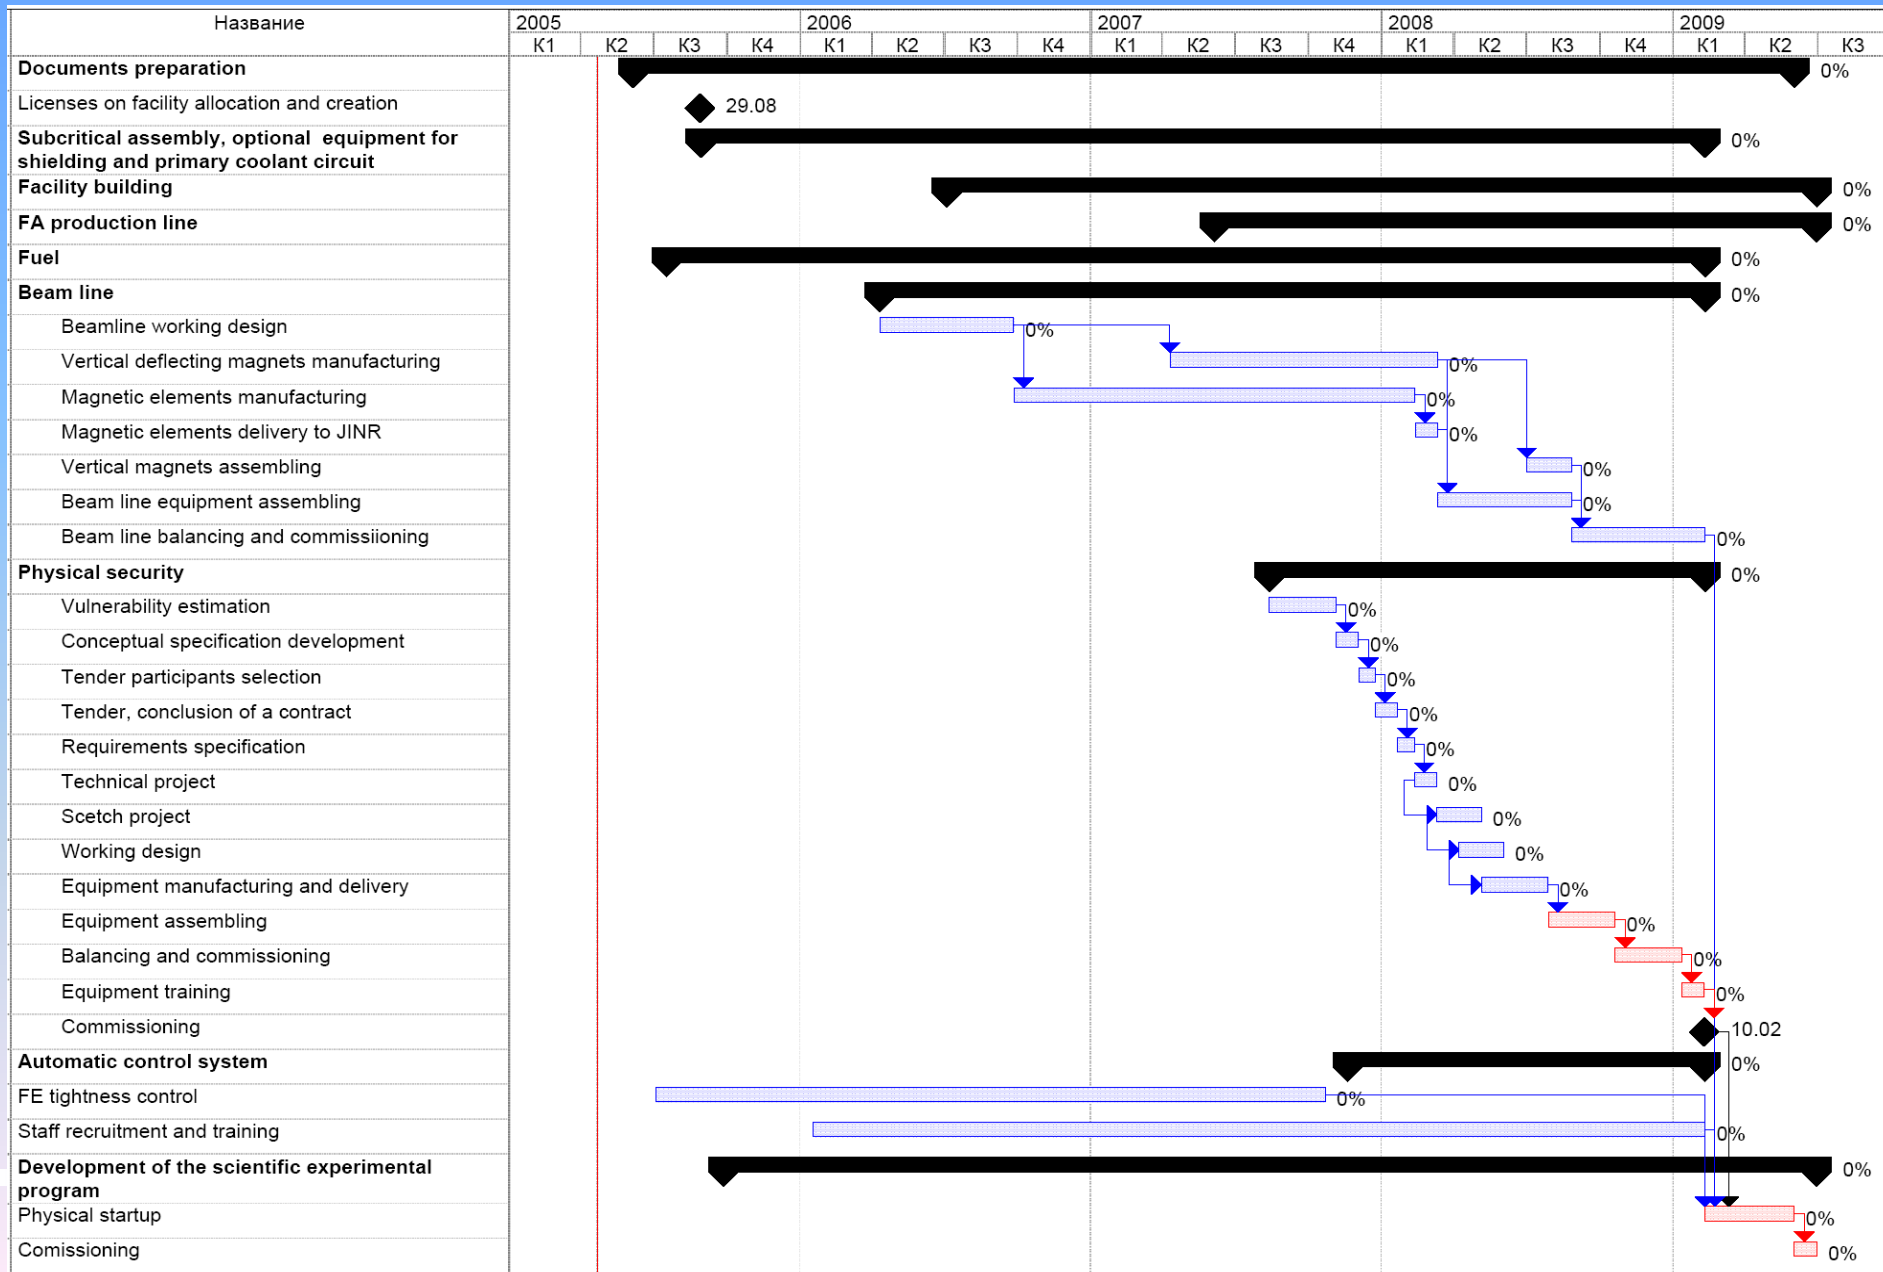 Название 2005 2006 2007 2008 2009
К1 К2 К3 К4 К1 К2 К3 К4 К1 К2 К3 К4 К1 К2 К3 К4 К1 К2 К3
Documents preparation 0%
Licenses on facility allocation and creation 29.08
Subcritical assembly, optional equipment for
shielding and primary coolant circuit 0%
Facility building 0%
FA production line 0%
Fuel 0%
Beam line 0%
Beamline working design 0%
Vertical deflecting magnets manufacturing 0%
Magnetic elements manufacturing 0%
Magnetic elements delivery to JINR 0%
Vertical magnets assembling 0%
Beam line equipment assembling 0%
Beam line balancing and commissiioning 0%
Physical security 0%
Vulnerability estimation 0%
Conceptual specification development 0%
Tender participants selection 0%
Tender, conclusion of a contract 0%
Requirements specification 0%
Technical project 0%
Scetch project 0%
Working design 0%
Equipment manufacturing and delivery 0%
Equipment assembling 0%
Balancing and commissioning 0%
Equipment training 0%
Commissioning 10.02
Automatic control system 0%
FE tightness control 0%
Staff recruitment and training 0%
Development of the scientific experimental
program 0%
Physical startup 0%
Comissioning 0%